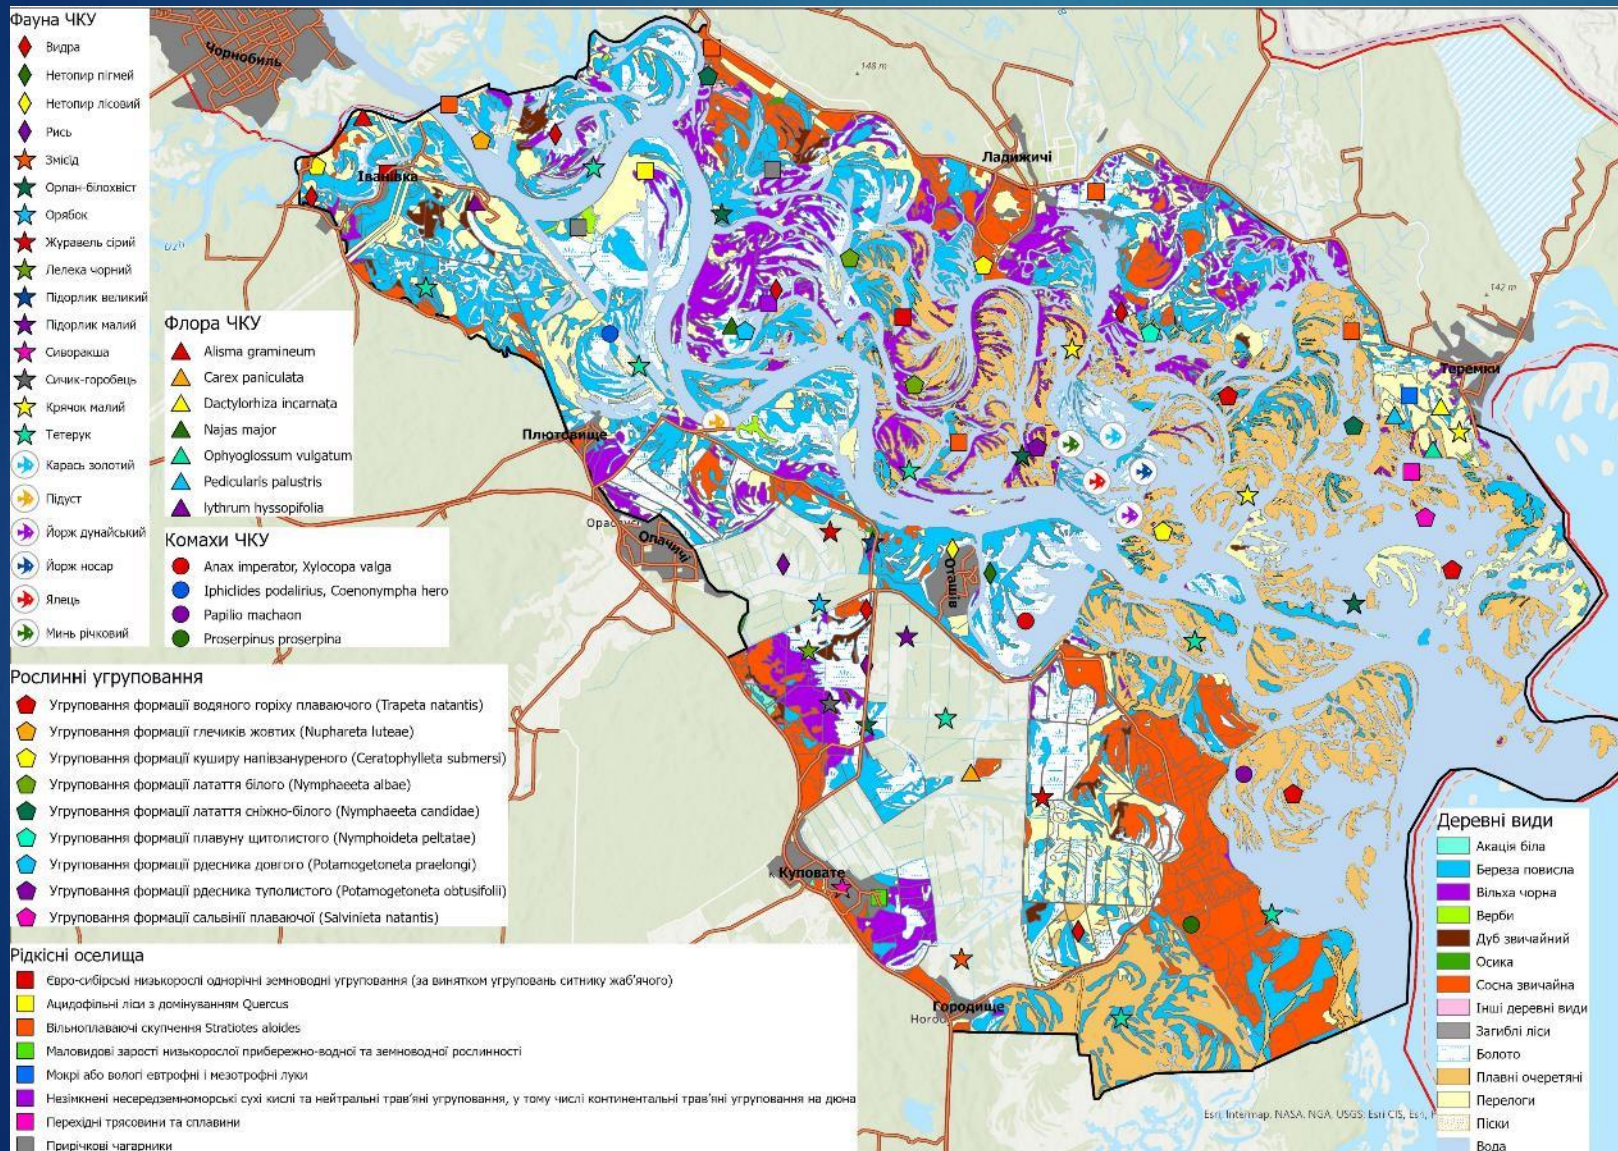 Фауна ЧКУ
Видра
Нетопир пігмей
Нетопир лісовий
Рись
Змієїд
Орлан-білохвіст
Орябок
Журавель сірий
Лелека чорний
Підорлик великий
Підорлик малий
Сиворакша
Сичик-горобець
Крячок малий
Тетерук
Карась золотий
Підуст
Йорж дунайський
Йорж носар
Ялець
Минь річковий
Флора ЧКУ
Alisma gramineum
Carex paniculata
Dactylorhiza incarnata
Najas major
Ophyoglossum vulgatum
Pedicularis palustris
lythrum hyssopifolia
Комахи ЧКУ
Anax imperator, Xylocopa valga
Iphiclides podalirius, Coenonympha hero
Papilio machaon
Proserpinus proserpina
Рослинні угруповання
Угруповання формації водяного горіху плаваючого (Trapeta natantis)
Угруповання формації глечиків жовтих (Nuphareta luteae)
Угруповання формації куширу напівзануреного (Ceratophylleta submersi)
Угруповання формації латаття білого (Nymphaeeta albae)
Угруповання формації латаття сніжно-білого (Nymphaeeta candidae)
Угруповання формації плавуну щитолистого (Nymphoideta peltatae)
Угруповання формації рдесника довгого (Potamogetoneta praelongi)
Угруповання формації рдесника туполистого (Potamogetoneta obtusifolii)
Угруповання формації сальвінії плаваючої (Salvinieta natantis)
Рідкісні оселища
Євро-сибірські низькорослі однорічні земноводні угруповання (за винятком угруповань ситнику жаб'ячого)
Ацидофільні ліси з домінуванням Quercus
Вільноплаваючі скупчення Stratiotes aloides
Маловидові зарості низькорослої прибережно-водної та земноводної рослинності
Мокрі або вологі евтрофні і мезотрофні луки
Незімкнені несередземноморські сухі кислі та нейтральні трав'яні угруповання, у тому числі континентальні трав'яні угруповання на дюна
Перехідні трясовини та сплавини
Прирічкові чагарники
Деревні види
Акація біла
Береза повисла
Вільха чорна
Верби
Дуб звичайний
Осика
Сосна звичайна
Інші деревні види
Загиблі ліси
Болото
Плавні очеретяні
Перелоги
Піски
Вода
Чорнобиль
148 m
Ладижичі
Іванівка
142 m
Теремки
Плютовище
Опачичі
Оташів
Куповате
Городище
Horod
Esri, Intermap, NASA, NGA, USGS; Esri CIS, Esri,